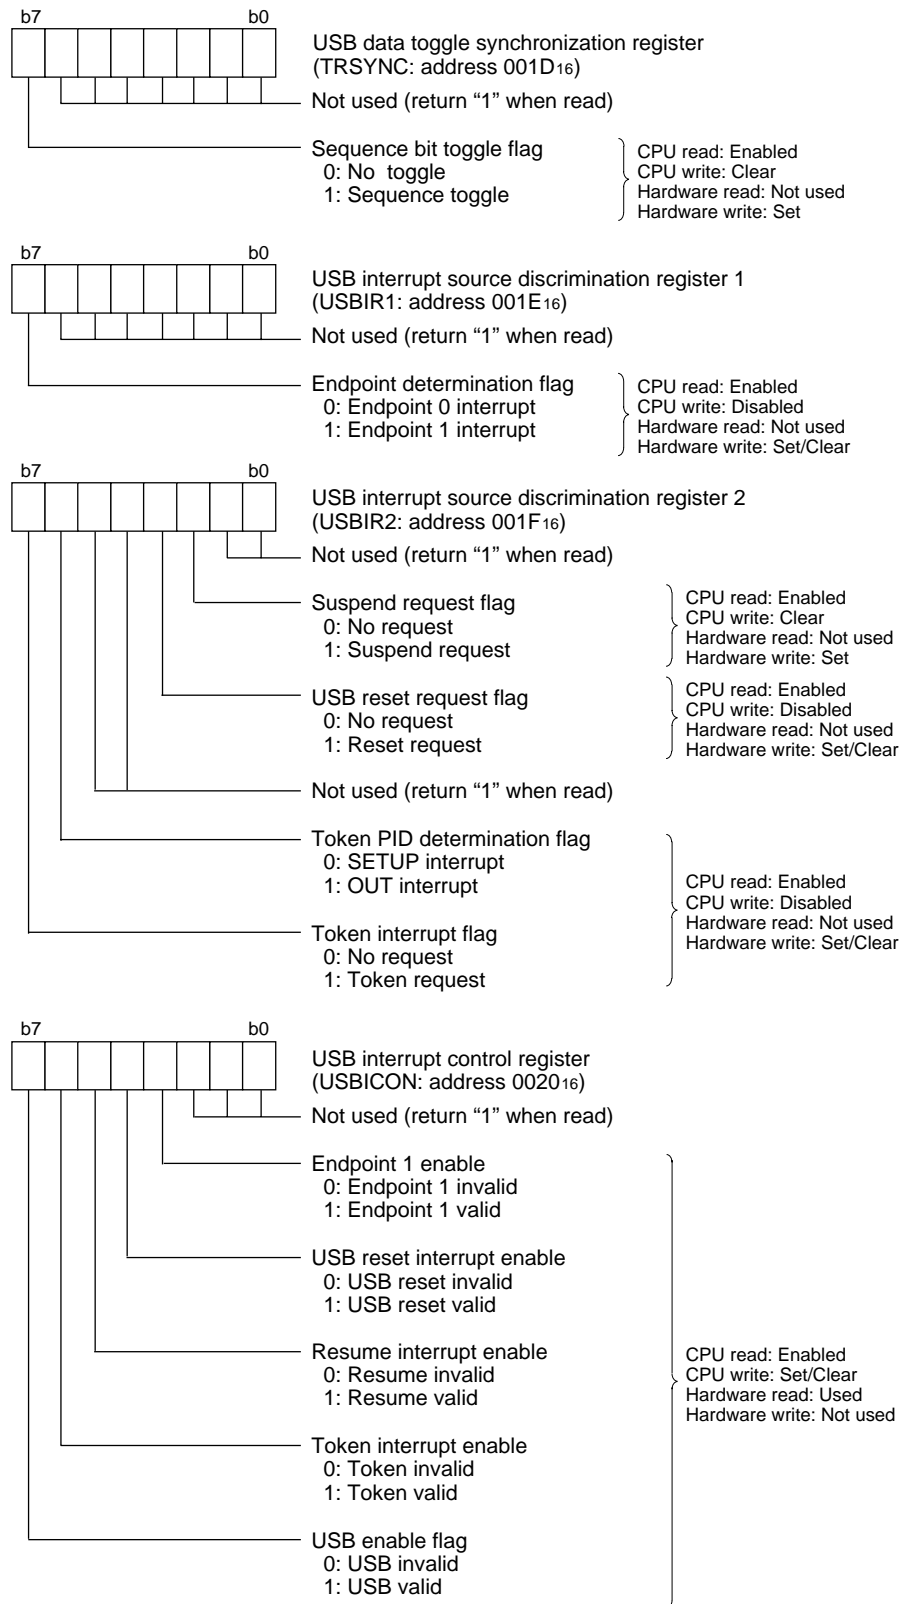 b7 b0
USB data toggle synchronization register
(TRSYNC: address 001D16)
Not used (return “1” when read)
Sequence bit toggle flag
0: No toggle
1: Sequence toggle
CPU read: Enabled
CPU write: Clear
Hardware read: Not used
Hardware write: Set
b7 b0
USB interrupt source discrimination register 1
(USBIR1: address 001E16)
Not used (return “1” when read)
Endpoint determination flag
0: Endpoint 0 interrupt
1: Endpoint 1 interrupt
CPU read: Enabled
CPU write: Disabled
Hardware read: Not used
Hardware write: Set/Clear
b7 b0
USB interrupt source discrimination register 2
(USBIR2: address 001F16)
Not used (return “1” when read)
Suspend request flag
0: No request
1: Suspend request
CPU read: Enabled
CPU write: Clear
Hardware read: Not used
Hardware write: Set
USB reset request flag
0: No request
1: Reset request
CPU read: Enabled
CPU write: Disabled
Hardware read: Not used
Hardware write: Set/Clear
Not used (return “1” when read)
Token PID determination flag
0: SETUP interrupt
1: OUT interrupt
Token interrupt flag
0: No request
1: Token request
CPU read: Enabled
CPU write: Disabled
Hardware read: Not used
Hardware write: Set/Clear
b7 b0
USB interrupt control register
(USBICON: address 002016)
Not used (return “1” when read)
Endpoint 1 enable
0: Endpoint 1 invalid
1: Endpoint 1 valid
USB reset interrupt enable
0: USB reset invalid
1: USB reset valid
Resume interrupt enable
0: Resume invalid
1: Resume valid
Token interrupt enable
0: Token invalid
1: Token valid
USB enable flag
0: USB invalid
1: USB valid
CPU read: Enabled
CPU write: Set/Clear
Hardware read: Used
Hardware write: Not used